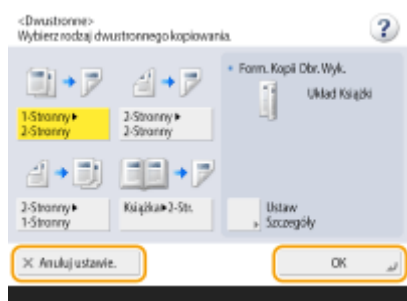 <Dwustronne>
Wybierz rodzaj dwustronnego kopiowania.
?
1-Stronny▶
2-Stronny
2-Stronny▶
2-Stronny
2-Stronny▶
1-Stronny
Książka▶2-Str.
Form. Kopii Obr. Wyk.
Układ Książki
Ustaw
Szczegóły
× Anuluj ustawie.
OK